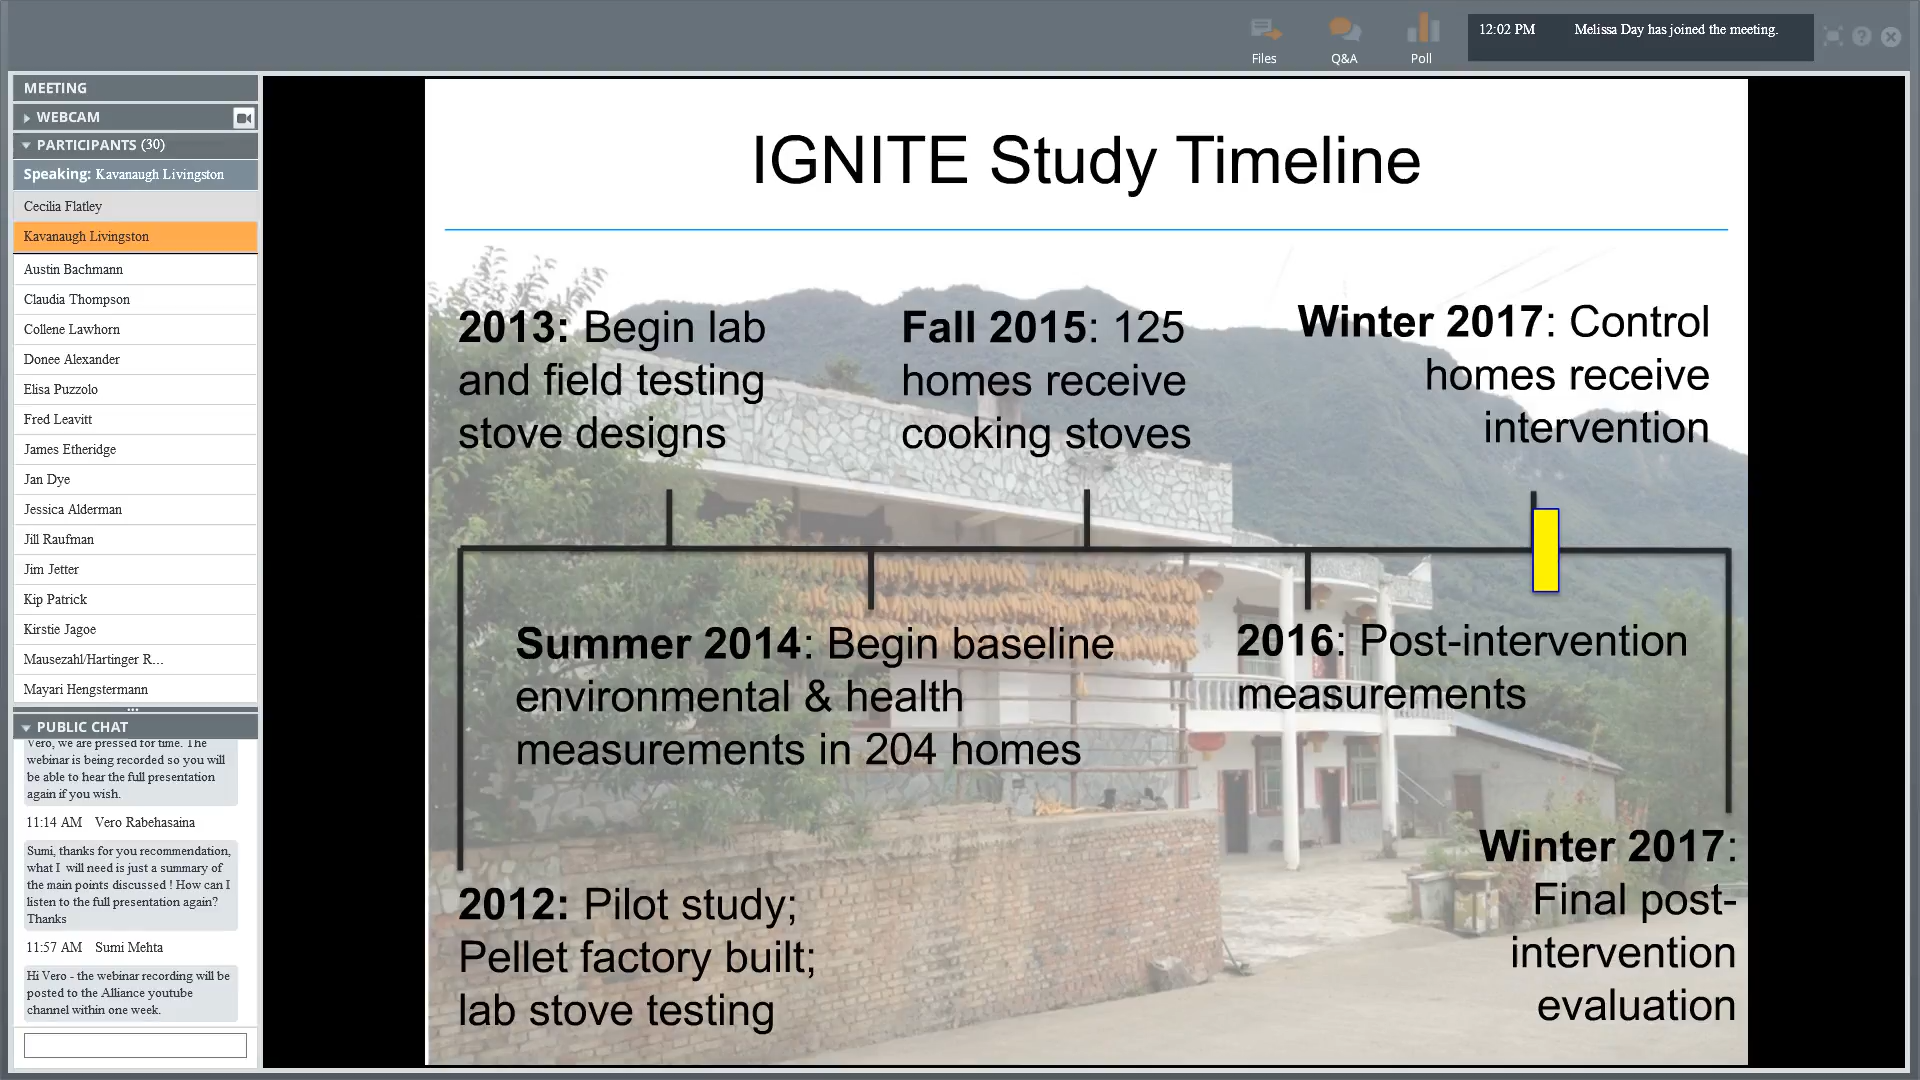 Files
Q&A
Poll
12:02 PM Melissa Day has joined the meeting.
MEETING
WEBCAM
PARTICIPANTS (30)
Speaking: Kavanaugh Livingston
Cecilia Flatley
Kavanaugh Livingston
Austin Bachmann
Claudia Thompson
Collene Lawhorn
Donee Alexander
Elisa Puzzolo
Fred Leavitt
James Etheridge
Jan Dye
Jessica Alderman
Jill Raufman
Jim Jetter
Kip Patrick
Kirstie Jagoe
Mausezahl/Hartinger R...
Mayari Hengstermann
PUBLIC CHAT
Vero, we are pressed for time. The
webinar is being recorded so you will
be able to hear the full presentation
again if you wish.
11:14 AM Vero Rabehasaina
Sumi, thanks for you recommendation,
what I will need is just a summary of
the main points discussed ! How can I
listen to the full presentation again?
Thanks
11:57 AM Sumi Mehta
Hi Vero - the webinar recording will be
posted to the Alliance youtube
channel within one week.
IGNITE Study Timeline
2013: Begin lab
and field testing
stove designs
Fall 2015: 125
homes receive
cooking stoves
Winter 2017: Control
homes receive
intervention
Summer 2014: Begin baseline
environmental & health
measurements in 204 homes
2016: Post-intervention
measurements
2012: Pilot study;
Pellet factory built;
lab stove testing
Winter 2017:
Final post-
intervention
evaluation